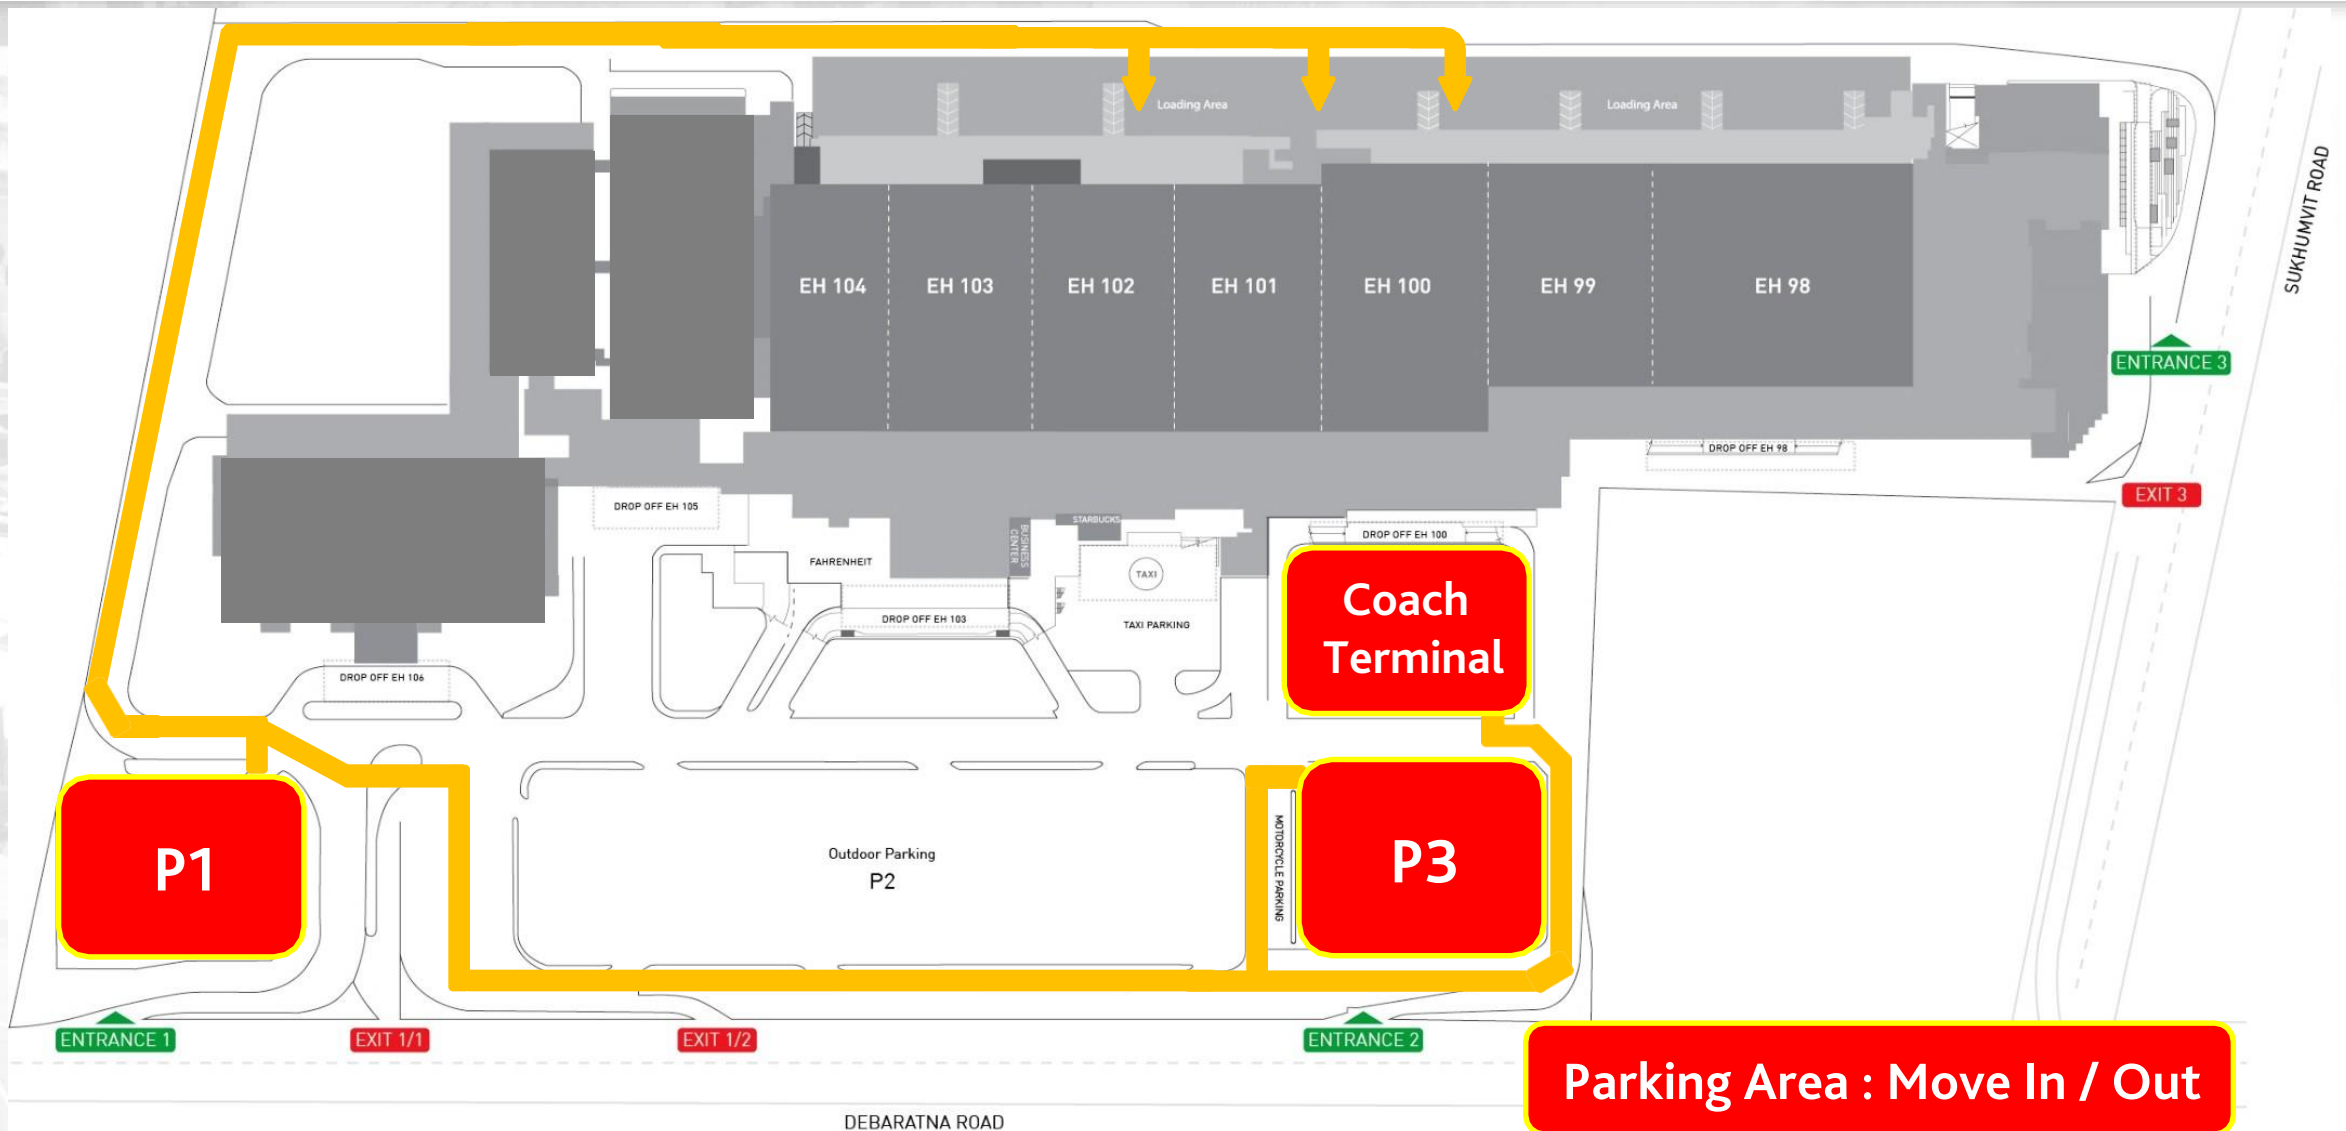 Loading Area
Loading Area
SUKHUMVIT ROAD
EH 104
EH 103
EH 102
EH 101
EH 100
EH 99
EH 98
ENTRANCE 3
DROP OFF EH 98
EXIT 3
DROP OFF EH 105
STARBUCKS
BUSINESS
CENTER
DROP OFF EH 100
FAHRENHEIT
TAXI
Coach
Terminal
DROP OFF EH 103
TAXI PARKING
DROP OFF EH 106
P1
Outdoor Parking
P2
MOTORCYCLE PARKING
P3
ENTRANCE 1
EXIT 1/1
EXIT 1/2
ENTRANCE 2
Parking Area : Move In / Out
DEBARATNA ROAD